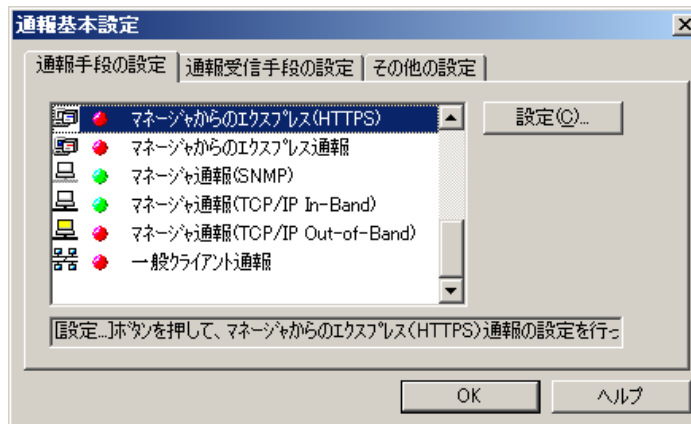 通報基本設定
通報手段の設定 通報受信手段の設定 その他の設定
マネージャからのエクスプレス(HTTPS) 設定(C)...
マネージャからのエクスプレス通報
マネージャ通報(SNMP)
マネージャ通報(TCP/IP In-Band)
マネージャ通報(TCP/IP Out-of-Band)
一般クライアント通報
[設定...]ボタンを押して、マネージャからのエクスプレス(HTTPS)通報の設定を行っ
OK ヘルプ